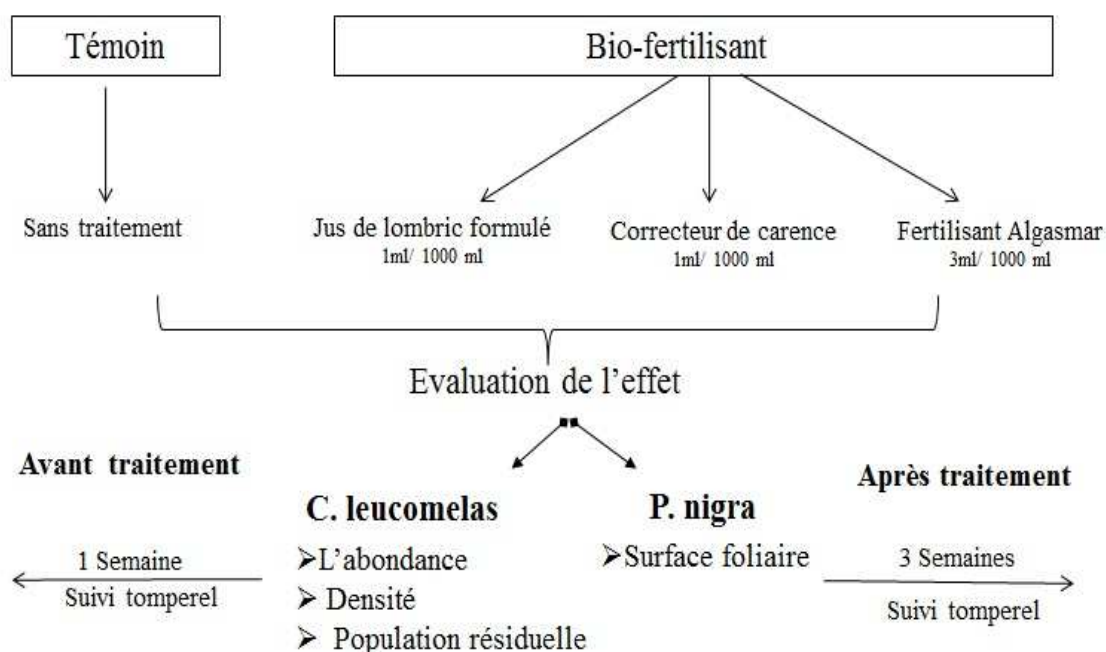 Témoin
Bio-fertilisant
Sans traitement
Jus de lombric formulé
1ml/ 1000 ml
Correcteur de carence
1ml/ 1000 ml
Fertilisant Algasmar
3ml/ 1000 ml
Evaluation de l’effet
Avant traitement
Après traitement
C. leucomelas
➤L’abondance
➤ Densité
➤ Population résiduelle
P. nigra
➤Surface foliaire
1 Semaine
Suivi tomperel
3 Semaines
Suivi tomperel